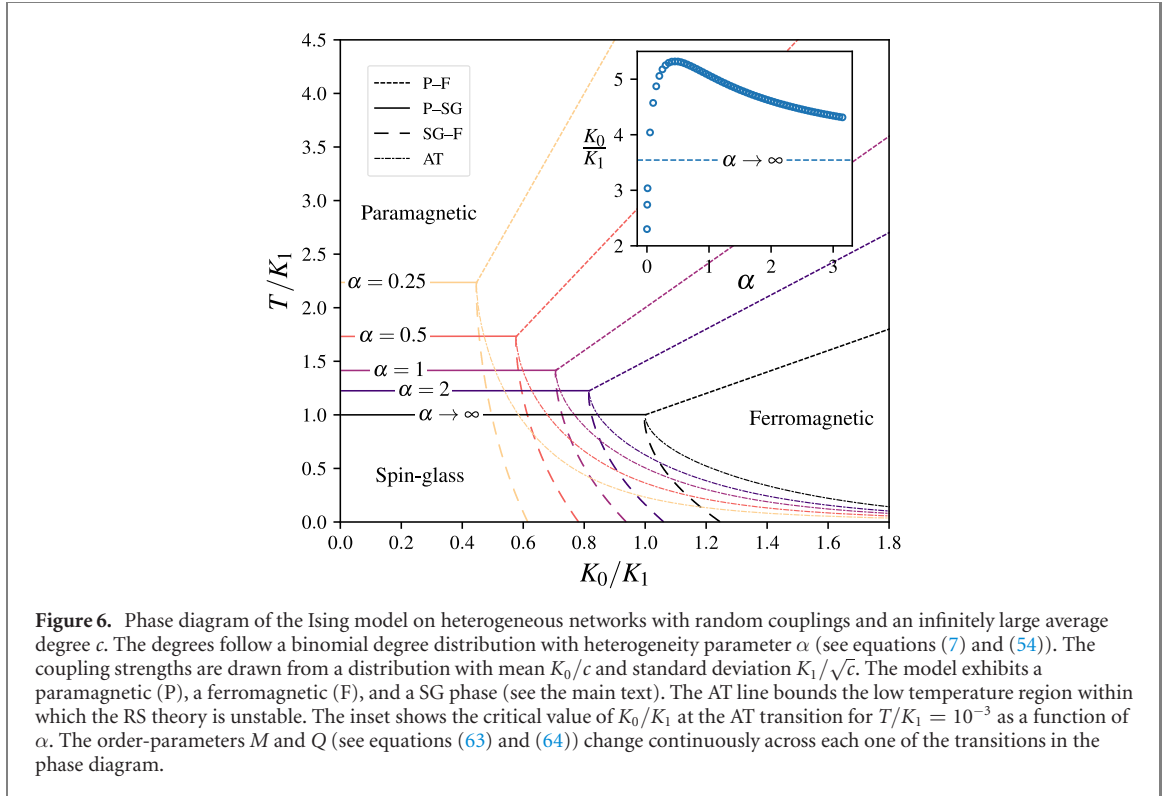 4.5
4.0
3.5
3.0
2.5
2.0
1.5
1.0
0.5
0.0
T/K₁
P–F
P–SG
SG–F
AT
Paramagnetic
α = 0.25
α = 0.5
α = 1
α = 2
α → ∞
Spin-glass
Ferromagnetic
5
4
3
2
K₀/K₁
α → ∞
0 1 2 3
α
0.0 0.2 0.4 0.6 0.8 1.0 1.2 1.4 1.6 1.8
K₀/K₁
Figure 6. Phase diagram of the Ising model on heterogeneous networks with random couplings and an infinitely large average
degree c. The degrees follow a binomial degree distribution with heterogeneity parameter α (see equations (7) and (54)). The
coupling strengths are drawn from a distribution with mean K₀/c and standard deviation K₁/√c. The model exhibits a
paramagnetic (P), a ferromagnetic (F), and a SG phase (see the main text). The AT line bounds the low temperature region within
which the RS theory is unstable. The inset shows the critical value of K₀/K₁ at the AT transition for T/K₁ = 10⁻³ as a function of
α. The order-parameters M and Q (see equations (63) and (64)) change continuously across each one of the transitions in the
phase diagram.